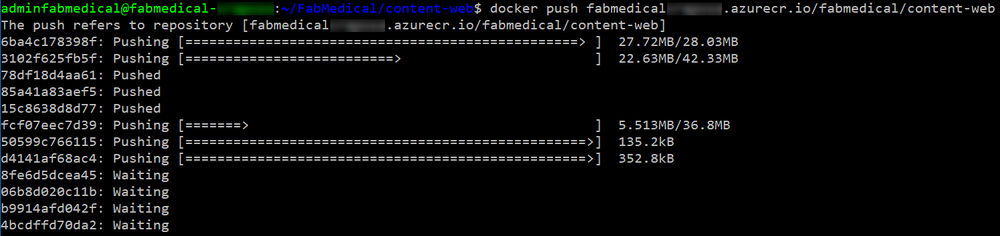 adminfabmedical@fabmedical-:~/FabMedical/content-web$ docker push fabmedical.azurecr.io/fabmedical/content-web
The push refers to repository [fabmedical.azurecr.io/fabmedical/content-web]
6ba4c178398f: Pushing [=================================================> ]  27.72MB/28.03MB
3102f625fb5f: Pushing [==========================>                        ]  22.63MB/42.33MB
78df18d4aa61: Pushed
85a41a83aef5: Pushed
15c8638d8d77: Pushed
fcf07eec7d39: Pushing [=======>                                           ]  5.513MB/36.8MB
50599c766115: Pushing [==================================================>]  135.2kB
d4141af68ac4: Pushing [==================================================>]  352.8kB
8fe6d5dcea45: Waiting
06b8d020c11b: Waiting
b9914afd042f: Waiting
4bcdffd70da2: Waiting